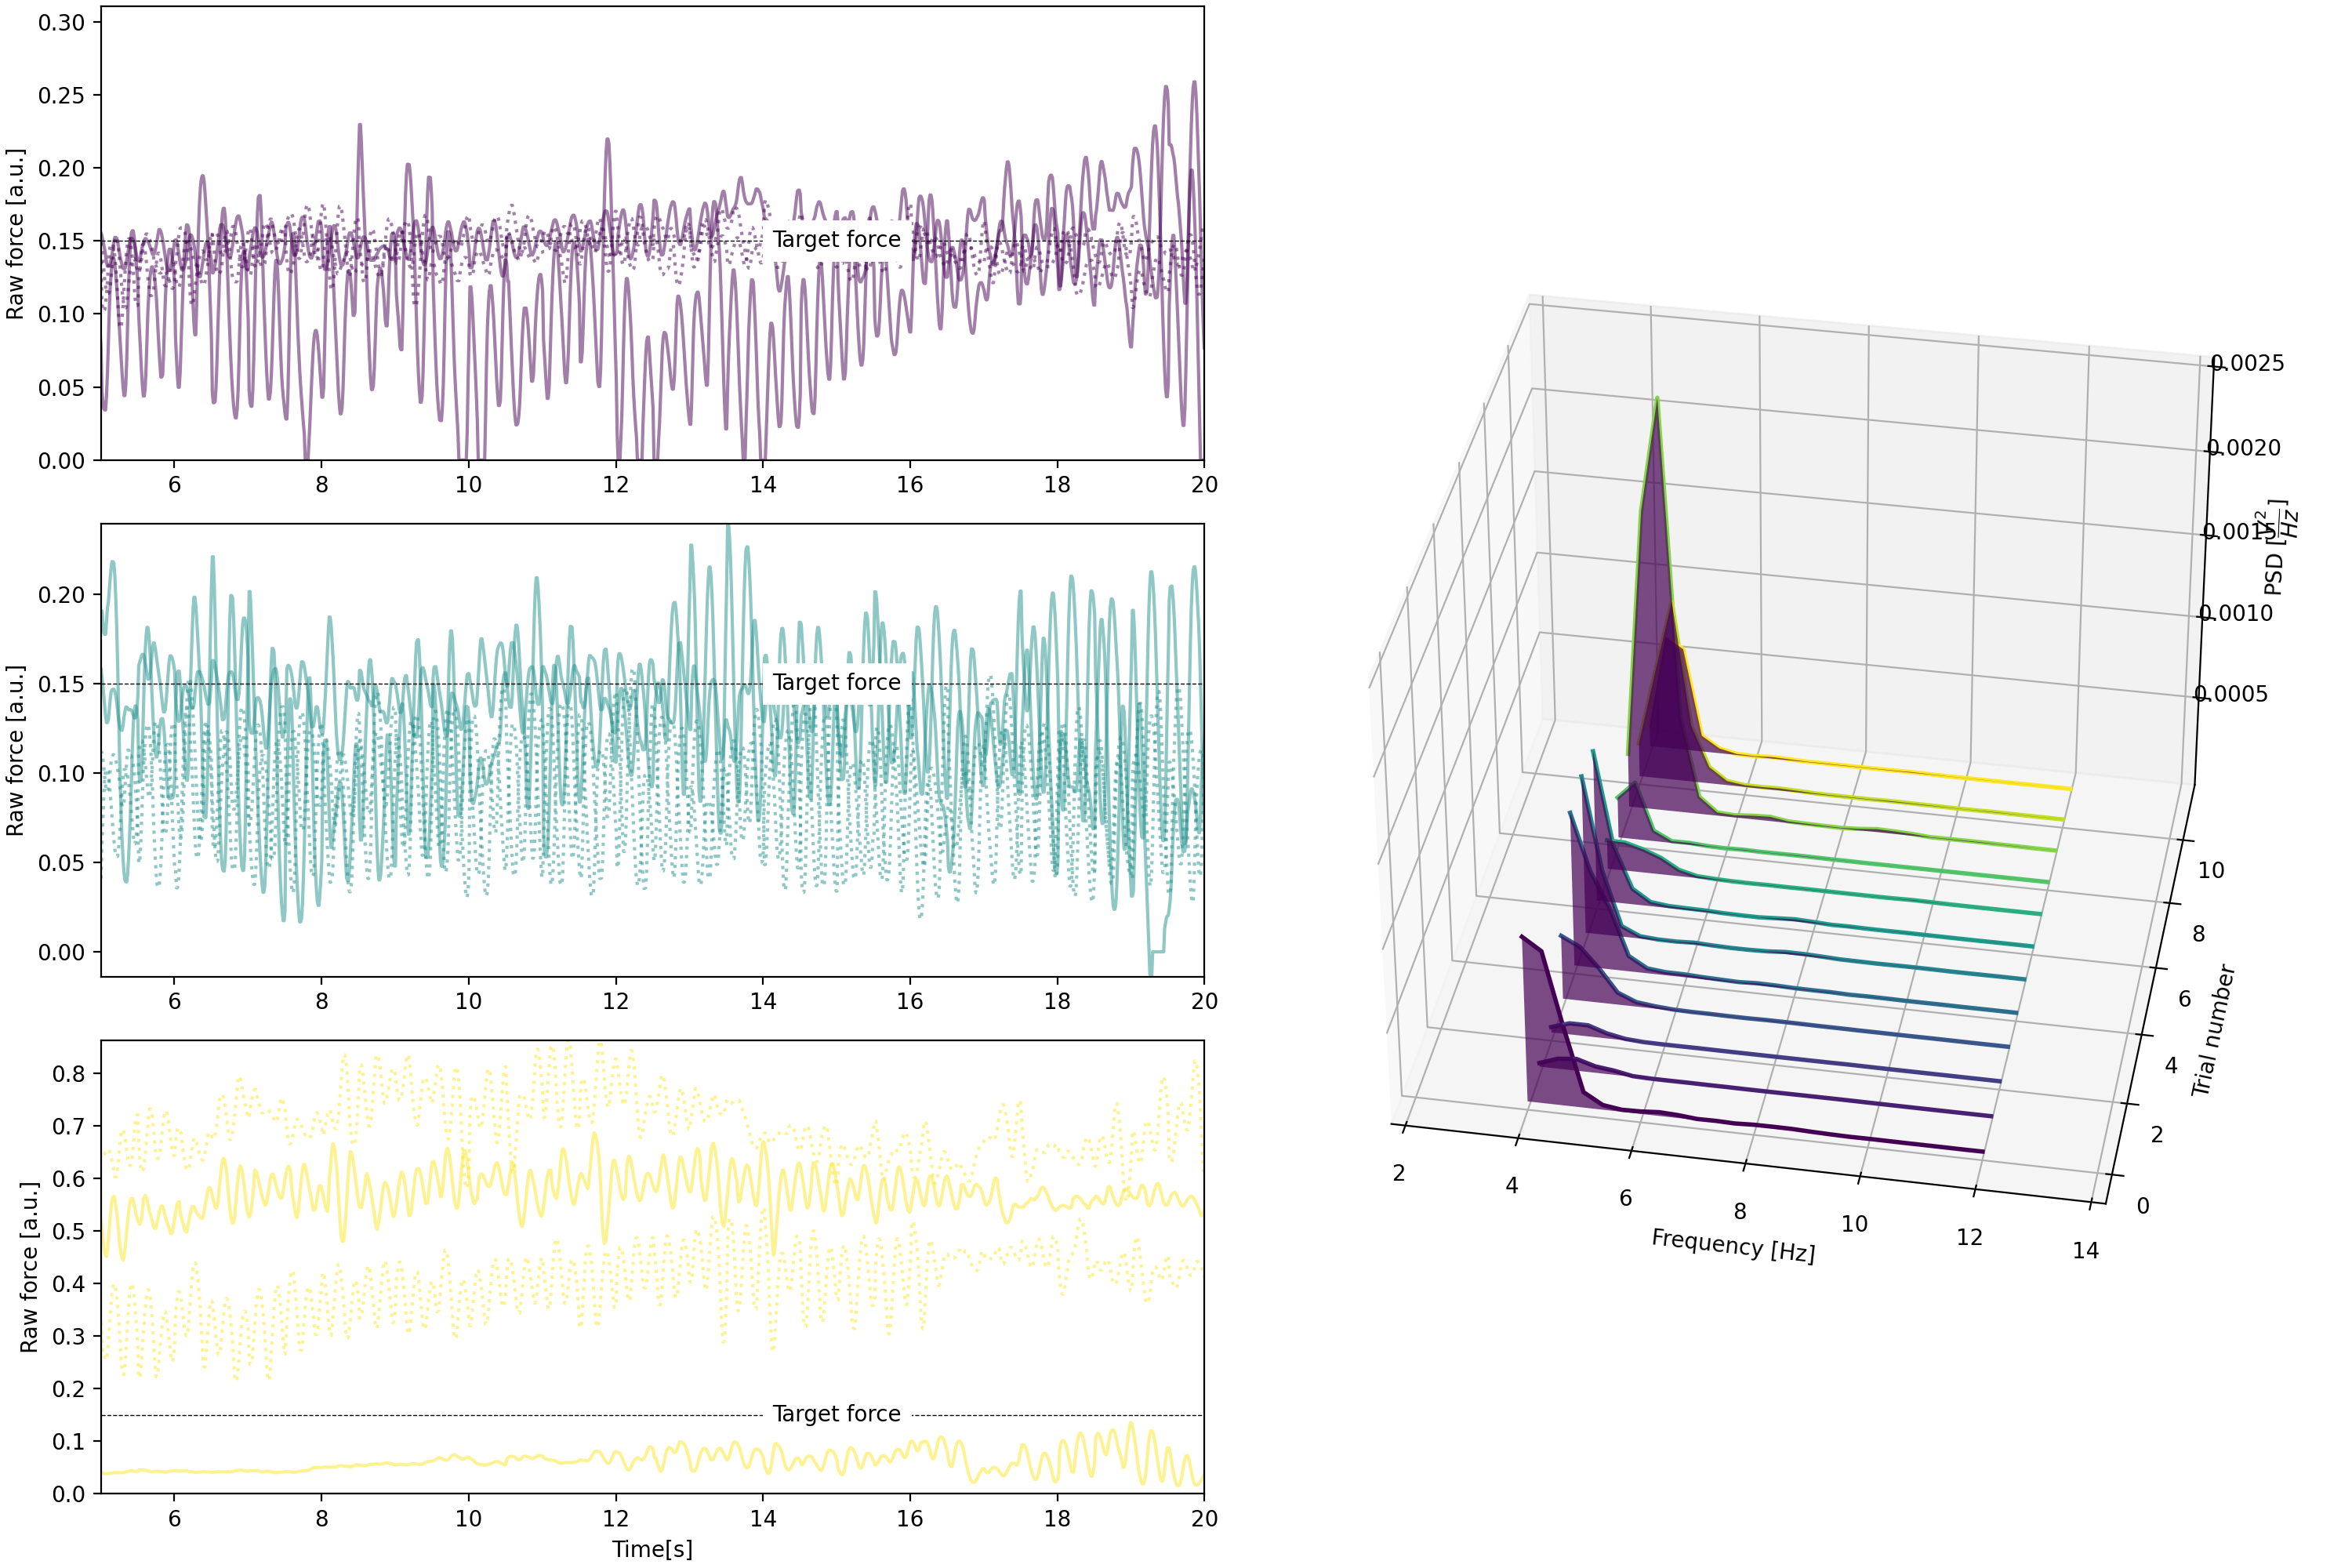 0.30
0.25
0.20
0.15
0.10
0.05
0.00
Raw force [a.u.]
Target force
6 8 10 12 14 16 18 20
0.20
0.15
0.10
0.05
0.00
Raw force [a.u.]
Target force
6 8 10 12 14 16 18 20
0.8
0.7
0.6
0.5
0.4
0.3
0.2
0.1
0.0
Raw force [a.u.]
Target force
6 8 10 12 14 16 18 20
Time[s]
0.0025
0.0020
0.0015
0.0010
0.0005
PSD [V²/Hz]
10
8
6
4
2
0
Trial number
2 4 6 8 10 12 14
Frequency [Hz]